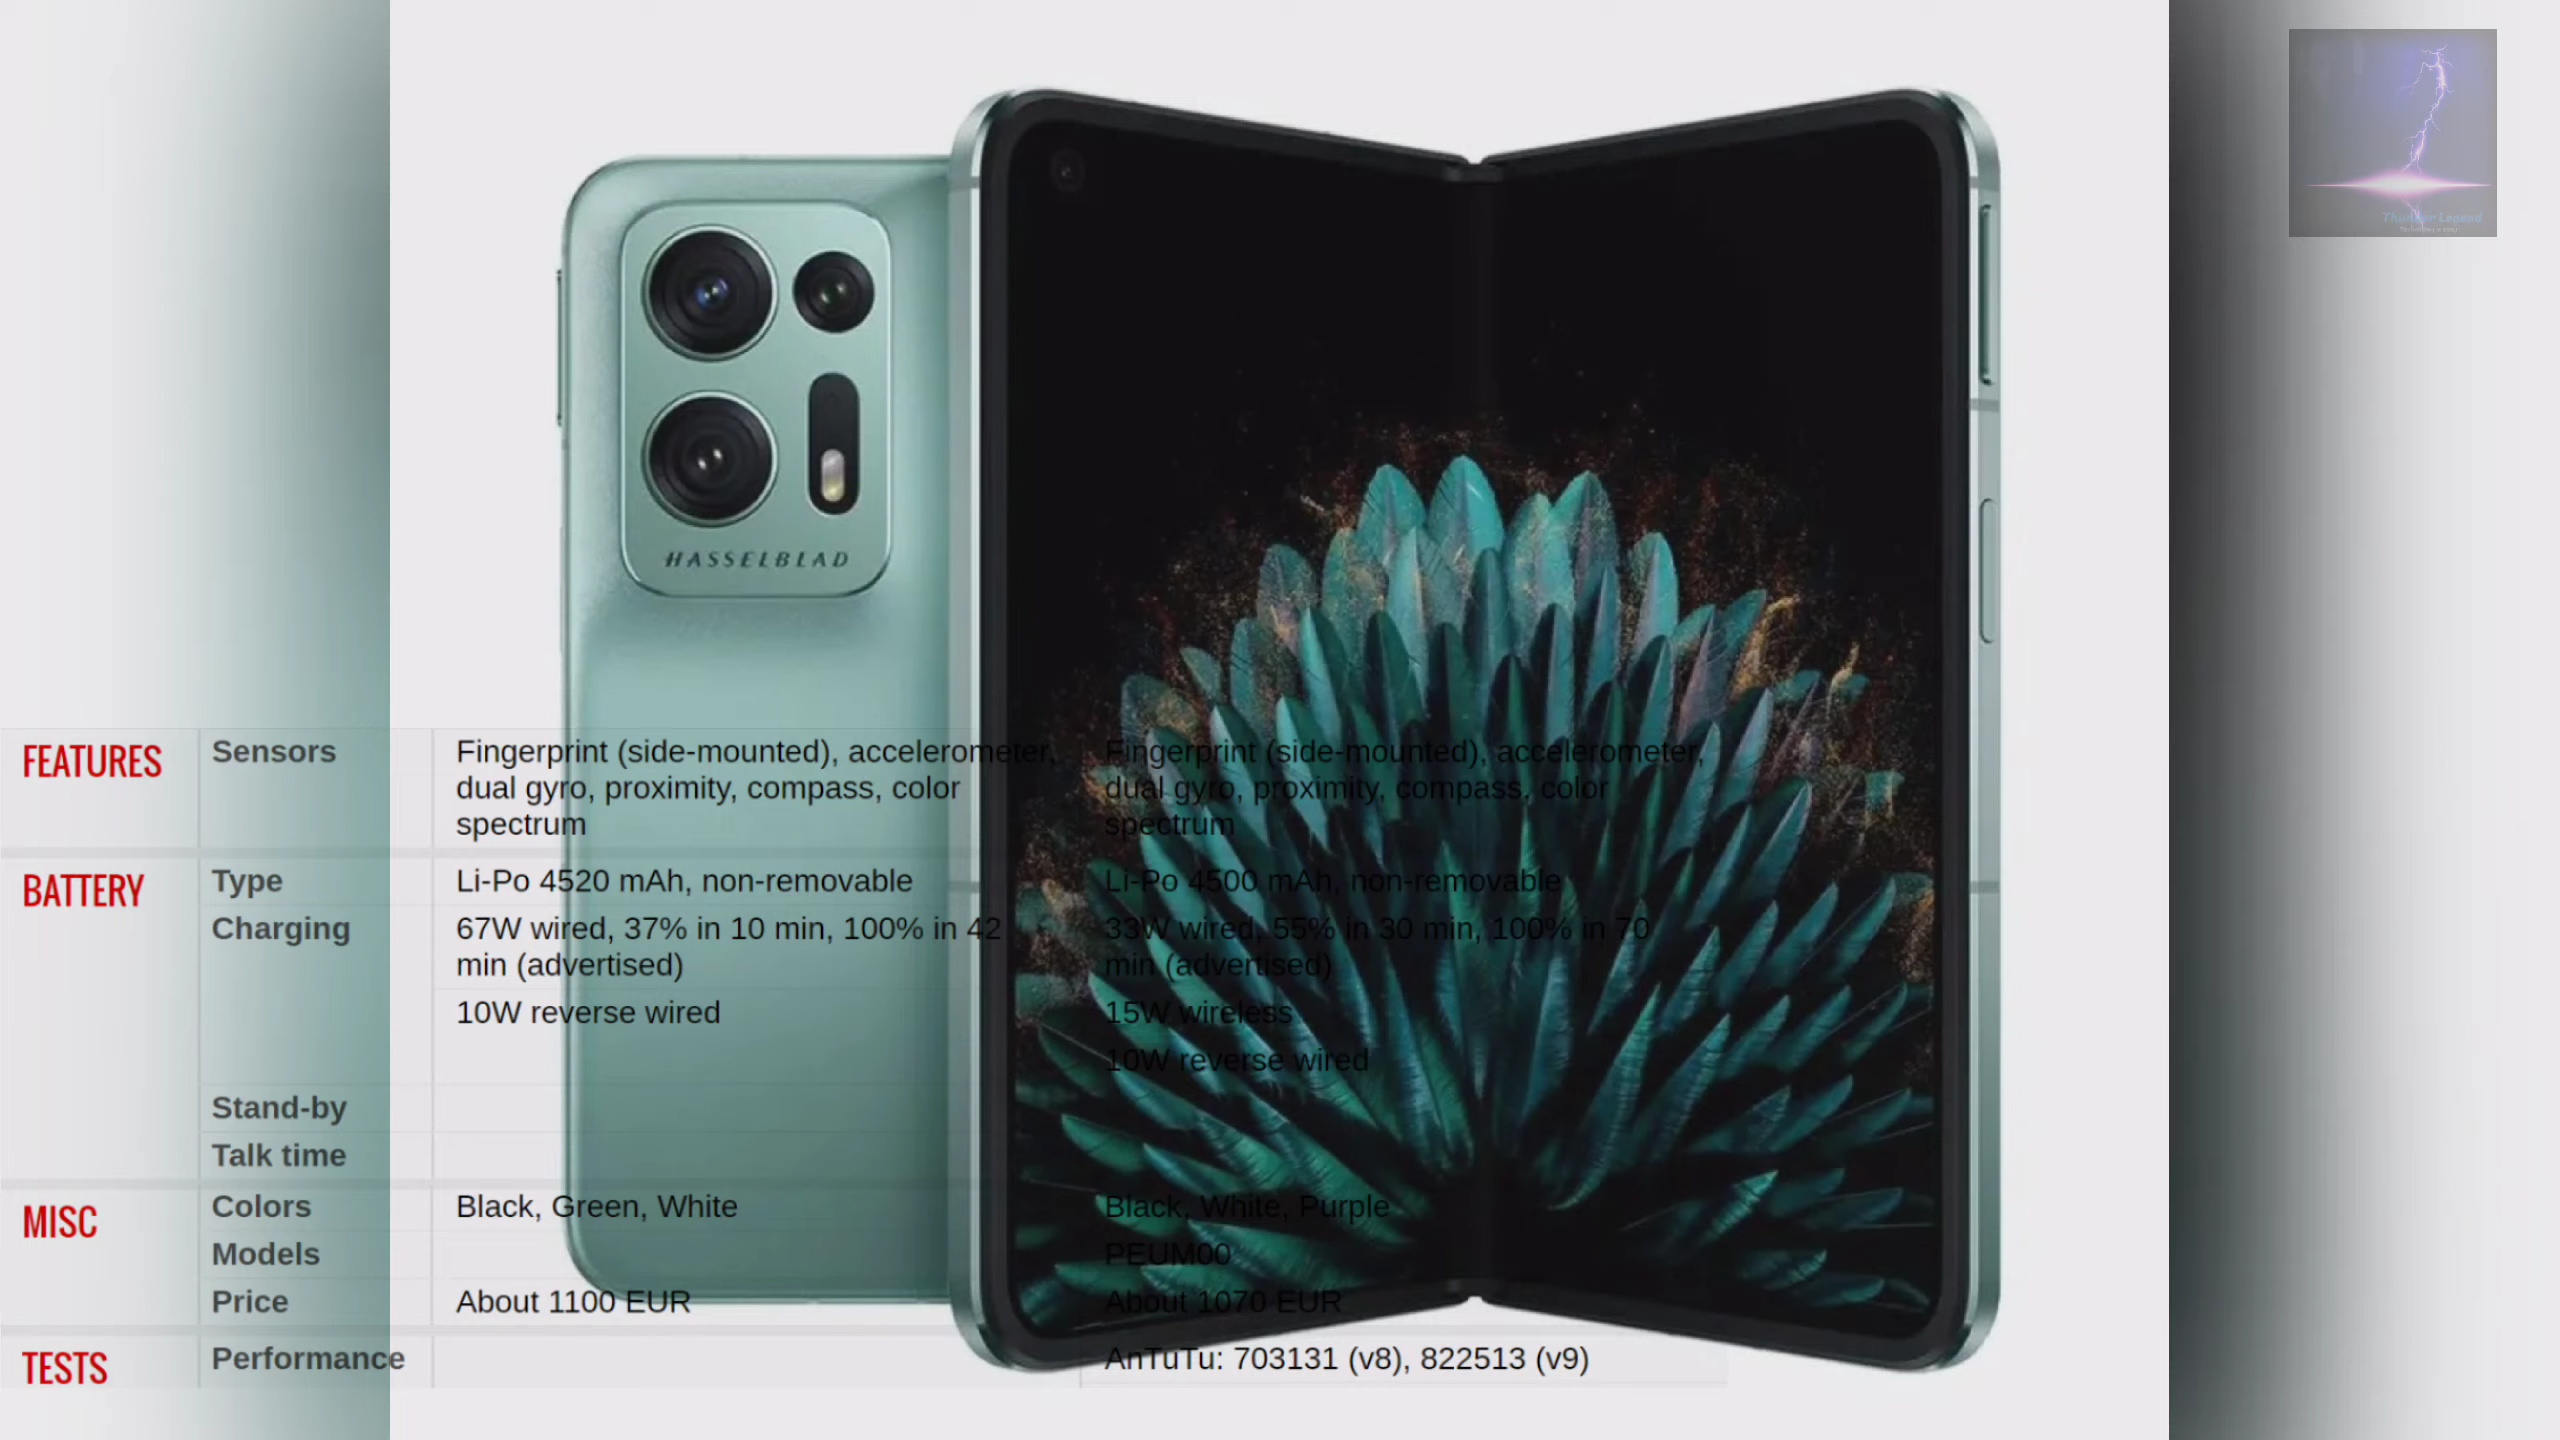 Thunder Legend
HASSELBLAD
FEATURES Sensors Fingerprint (side-mounted), accelerometer, Fingerprint (side-mounted), accelerometer,
dual gyro, proximity, compass, color dual gyro, proximity, compass, color
spectrum spectrum
BATTERY Type Li-Po 4520 mAh, non-removable Li-Po 4500 mAh, non-removable
Charging 67W wired, 37% in 10 min, 100% in 42 33W wired, 55% in 30 min, 100% in 70
min (advertised) min (advertised)
10W reverse wired 15W wireless
10W reverse wired
Stand-by
Talk time
MISC Colors Black, Green, White Black, White, Purple
Models PEUM00
Price About 1100 EUR About 1070 EUR
TESTS Performance AnTuTu: 703131 (v8), 822513 (v9)